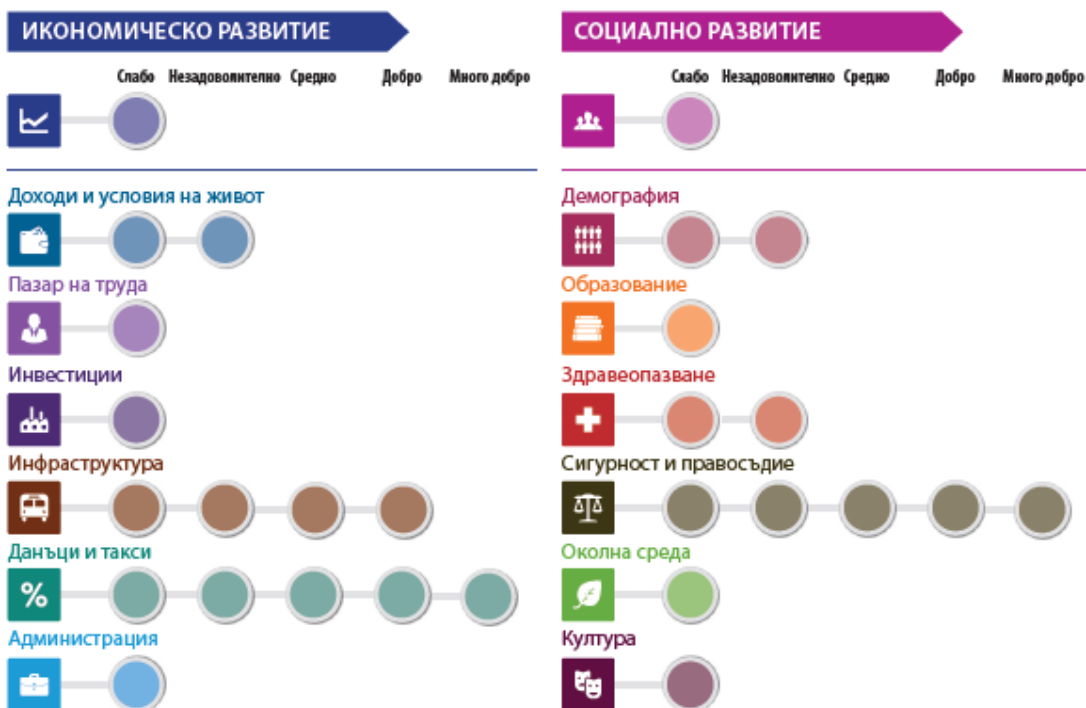 ИКОНОМИЧЕСКО РАЗВИТИЕ
Слабо Незадоволително Средно Добро Много добро
Доходи и условия на живот
Пазар на труда
Инвестиции
Инфраструктура
Данъци и такси
%
Администрация
СОЦИАЛНО РАЗВИТИЕ
Слабо Незадоволително Средно Добро Много добро
Демография
Образование
Здравеопазване
Сигурност и правосъдие
Околна среда
Култура